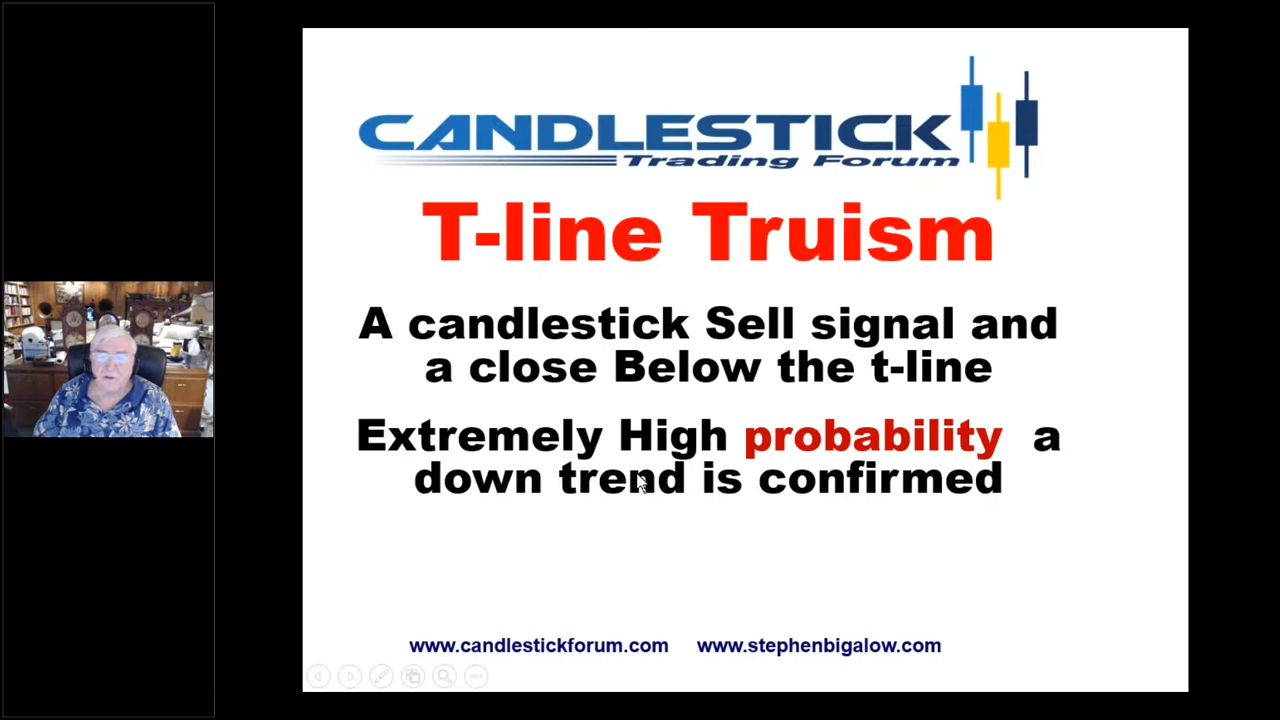 CANDLESTICK
Trading Forum
T-line Truism
A candlestick Sell signal and
a close Below the t-line
Extremely High probability a
down trend is confirmed
www.candlestickforum.com www.stephenbigalow.com